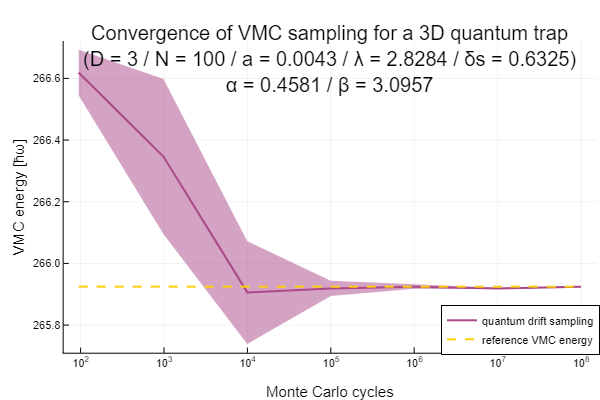 Convergence of VMC sampling for a 3D quantum trap
(D = 3 / N = 100 / a = 0.0043 / λ = 2.8284 / δs = 0.6325)
α = 0.4581 / β = 3.0957
VMC energy [ħω]
266.6
266.4
266.2
266.0
265.8
quantum drift sampling
reference VMC energy
10² 10³ 10⁴ 10⁵ 10⁶ 10⁷ 10⁸
Monte Carlo cycles